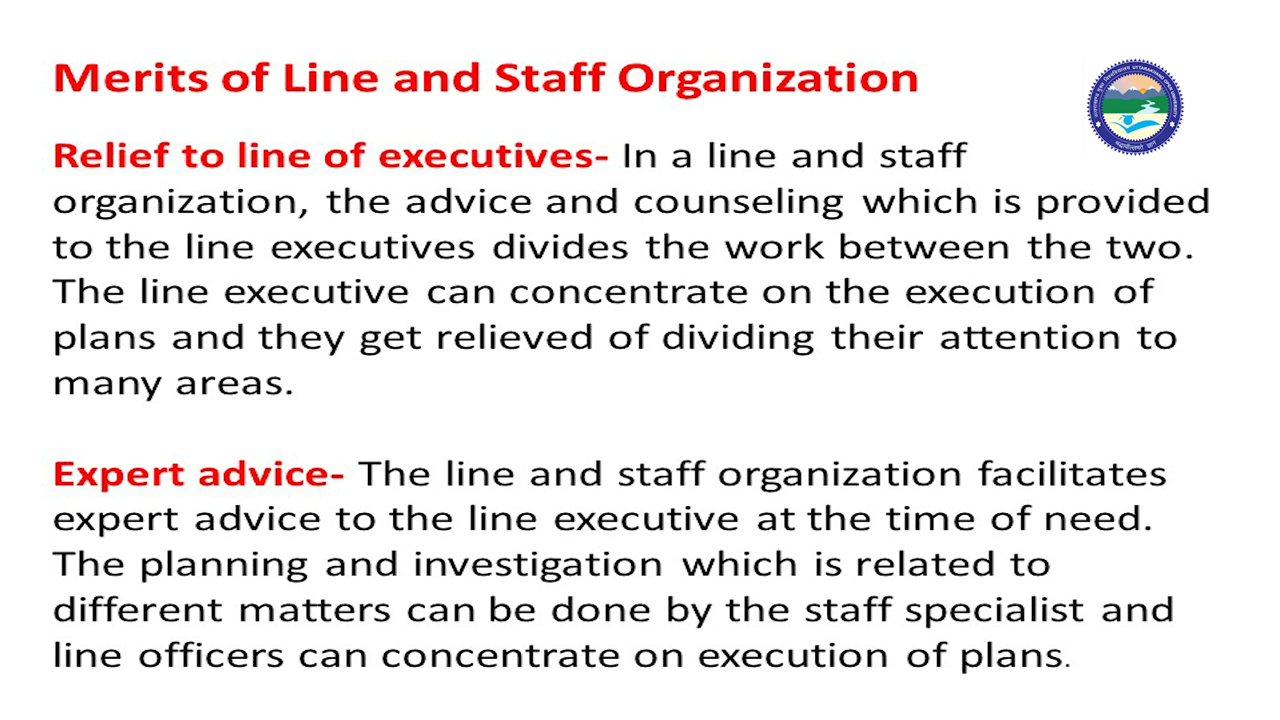 Merits of Line and Staff Organization
Relief to line of executives- In a line and staff
organization, the advice and counseling which is provided
to the line executives divides the work between the two.
The line executive can concentrate on the execution of
plans and they get relieved of dividing their attention to
many areas.
Expert advice- The line and staff organization facilitates
expert advice to the line executive at the time of need.
The planning and investigation which is related to
different matters can be done by the staff specialist and
line officers can concentrate on execution of plans.